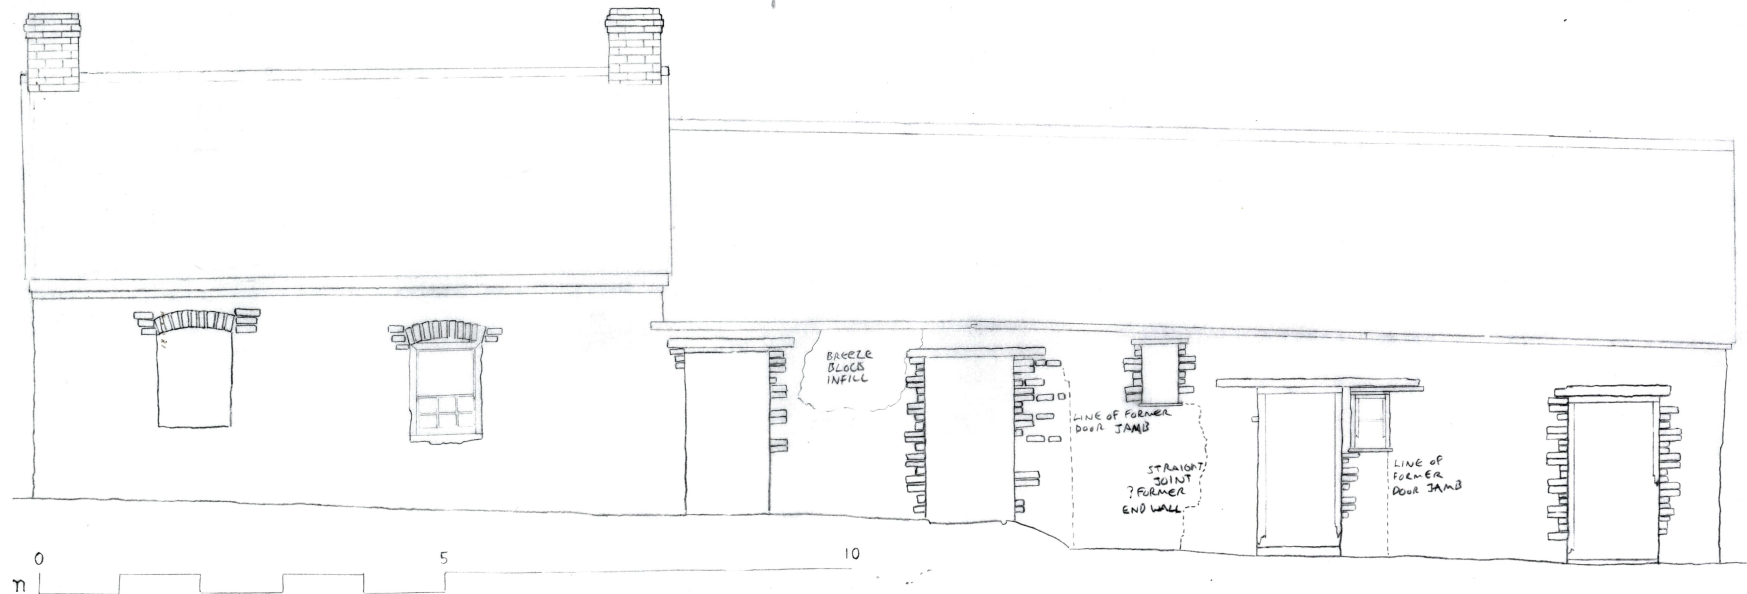 BREEZE
BLOCK
INFILL
LINE OF FORMER
DOOR JAMB
STRAIGHT
JOINT
? FORMER
END WALL
LINE OF
FORMER
DOOR JAMB
0 5 10
m